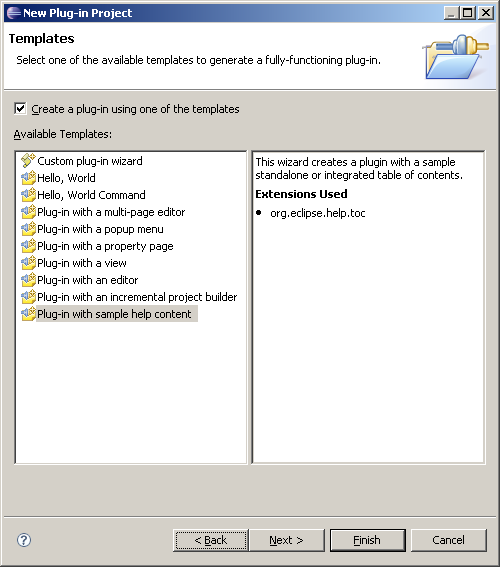 New Plug-in Project
Templates
Select one of the available templates to generate a fully-functioning plug-in.
Create a plug-in using one of the templates
Available Templates:
Custom plug-in wizard
Hello, World
Hello, World Command
Plug-in with a multi-page editor
Plug-in with a popup menu
Plug-in with a property page
Plug-in with a view
Plug-in with an editor
Plug-in with an incremental project builder
Plug-in with sample help content
This wizard creates a plugin with a sample
standalone or integrated table of contents.
Extensions Used
• org.eclipse.help.toc
? < Back Next > Finish Cancel